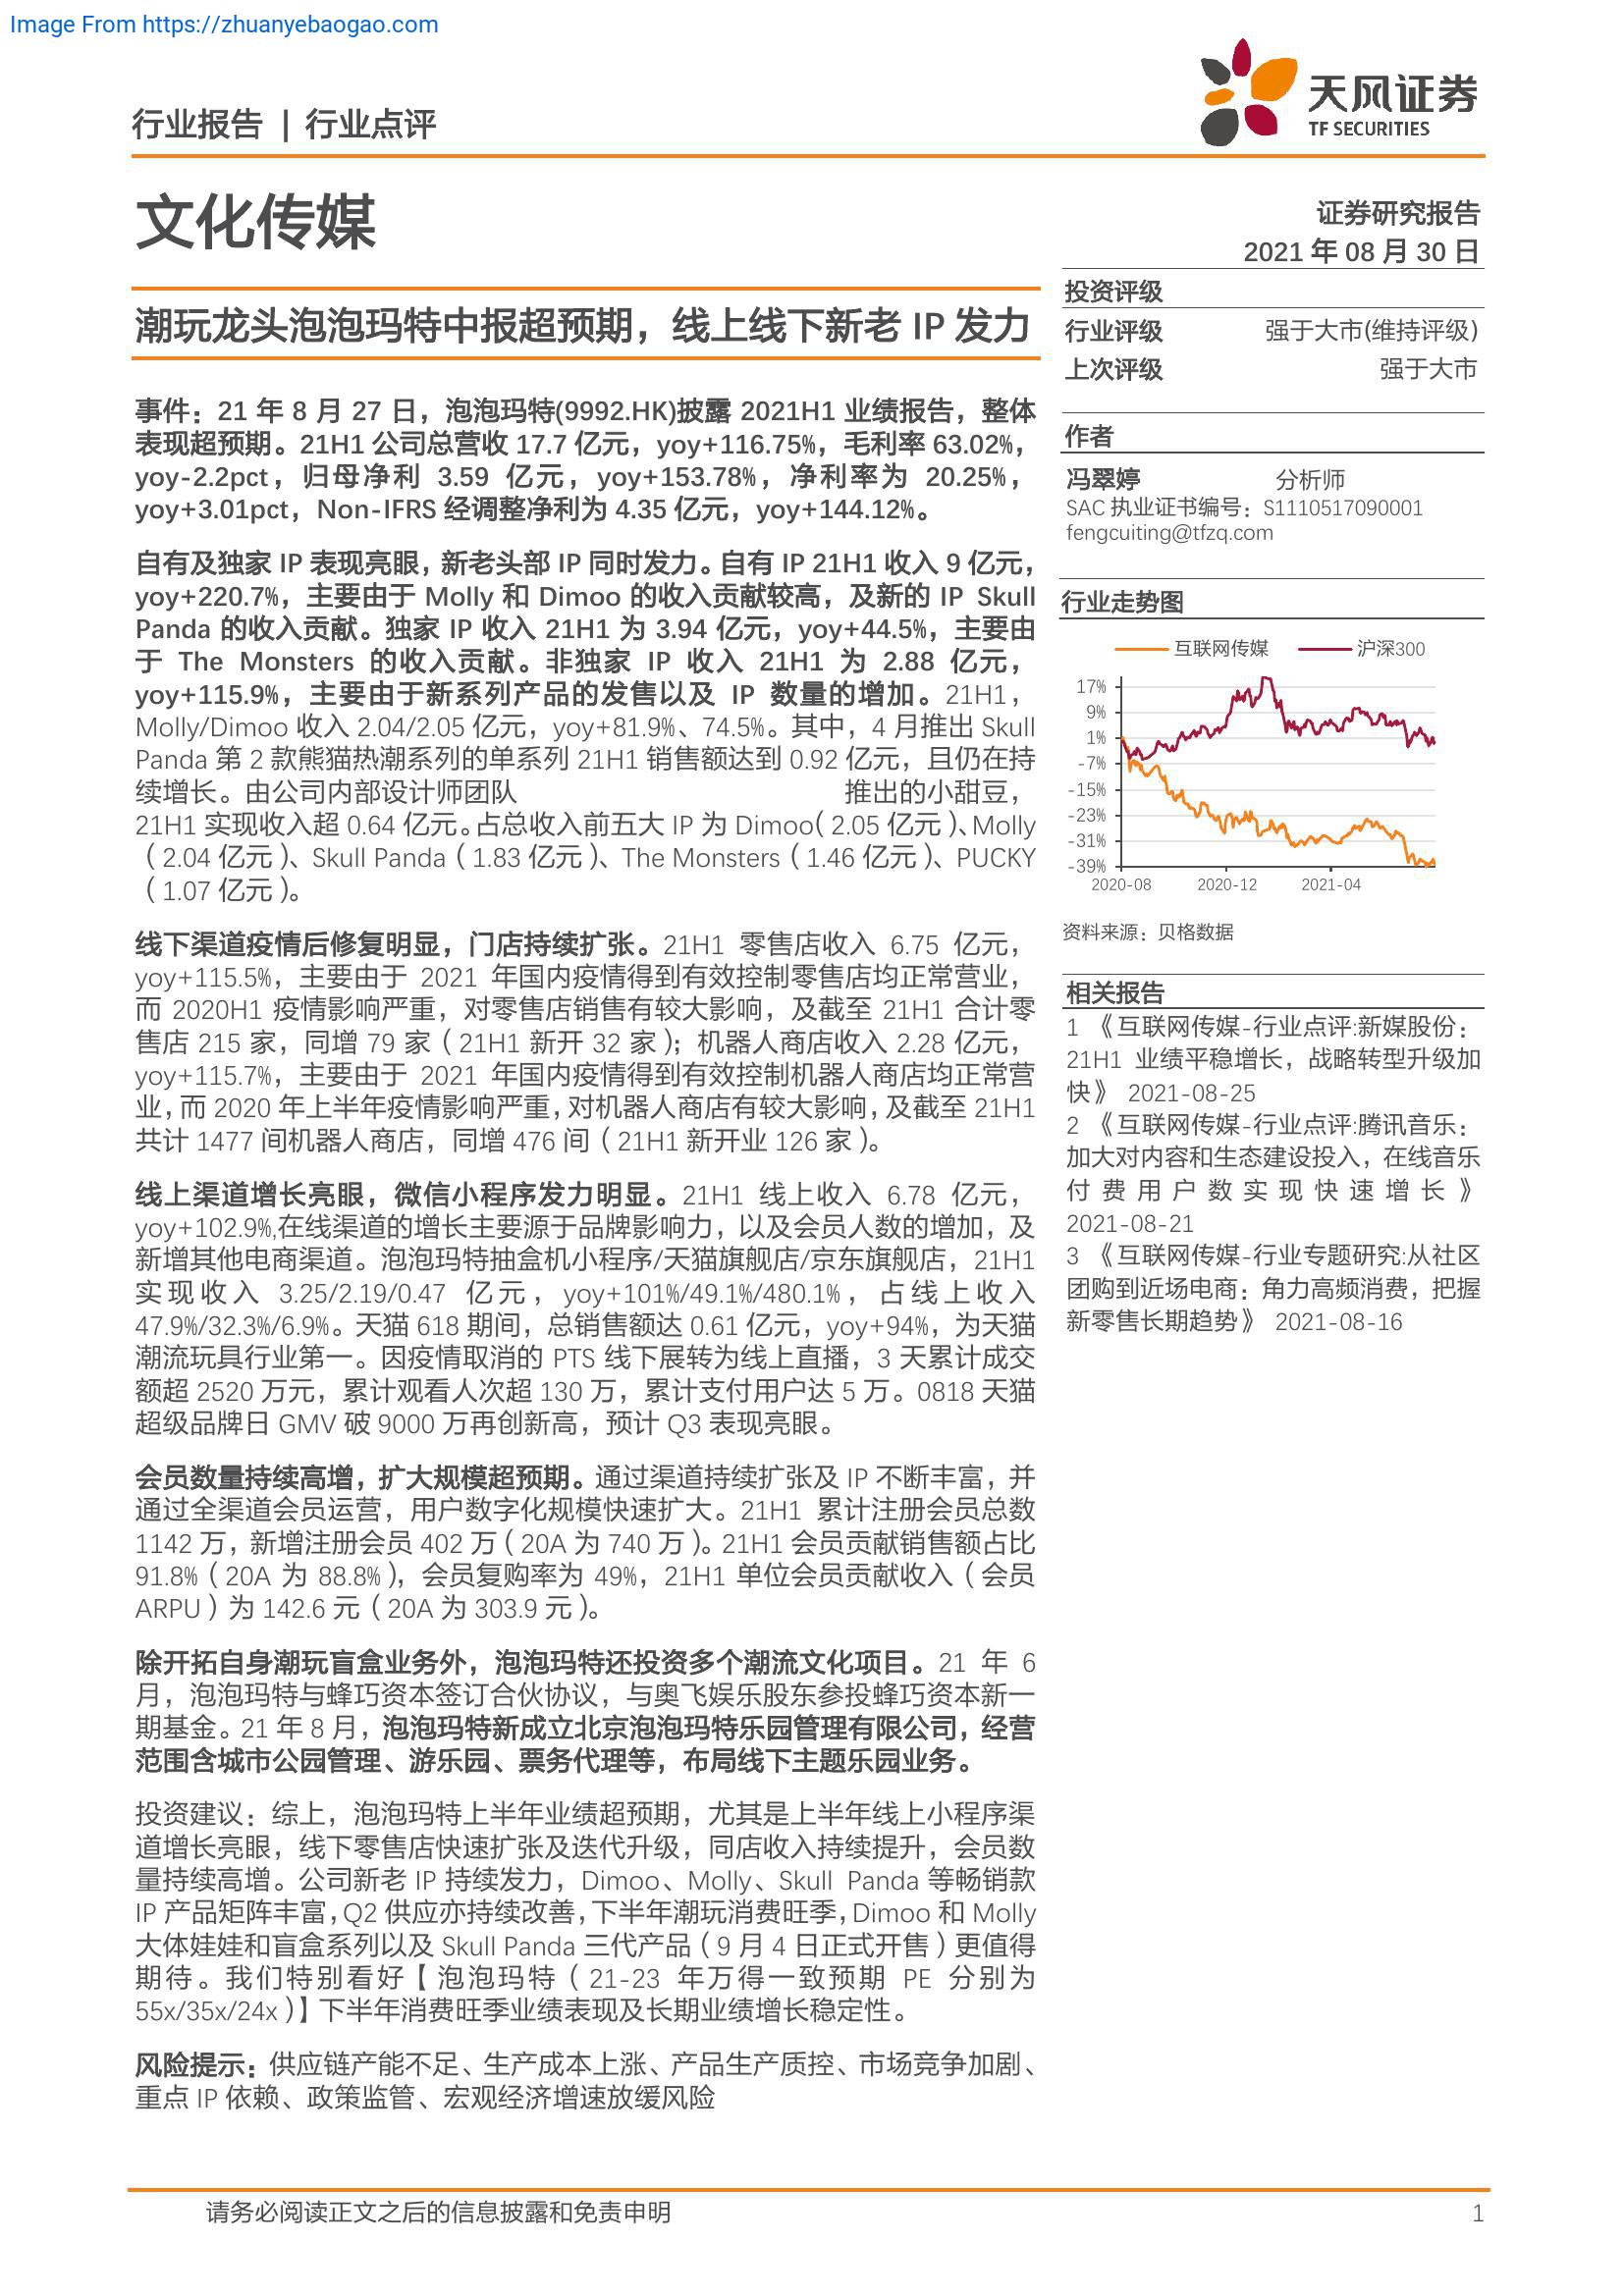 Image From https://zhuanyebaogao.com
行业报告 | 行业点评
天风证券
TF SECURITIES
文化传媒
证券研究报告
2021 年 08 月 30 日
潮玩龙头泡泡玛特中报超预期，线上线下新老 IP 发力
事件：21 年 8 月 27 日，泡泡玛特(9992.HK)披露 2021H1 业绩报告，整体
表现超预期。21H1 公司总营收 17.7 亿元，yoy+116.75%，毛利率 63.02%，
yoy-2.2pct，归母净利 3.59 亿元，yoy+153.78%，净利率为 20.25%，
yoy+3.01pct，Non-IFRS 经调整净利为 4.35 亿元，yoy+144.12%。
自有及独家 IP 表现亮眼，新老头部 IP 同时发力。自有 IP 21H1 收入 9 亿元，
yoy+220.7%，主要由于 Molly 和 Dimoo 的收入贡献较高，及新的 IP Skull
Panda 的收入贡献。独家 IP 收入 21H1 为 3.94 亿元，yoy+44.5%，主要由
于 The Monsters 的收入贡献。非独家 IP 收入 21H1 为 2.88 亿元，
yoy+115.9%，主要由于新系列产品的发售以及 IP 数量的增加。21H1，
Molly/Dimoo 收入 2.04/2.05 亿元，yoy+81.9%、74.5%。其中，4 月推出 Skull
Panda 第 2 款熊猫热潮系列的单系列 21H1 销售额达到 0.92 亿元，且仍在持
续增长。由公司内部设计师团队 推出的小甜豆，
21H1 实现收入超 0.64 亿元。占总收入前五大 IP 为 Dimoo（2.05 亿元）、Molly
（2.04 亿元）、Skull Panda（1.83 亿元）、The Monsters（1.46 亿元）、PUCKY
（1.07 亿元）。
线下渠道疫情后修复明显，门店持续扩张。21H1 零售店收入 6.75 亿元，
yoy+115.5%，主要由于 2021 年国内疫情得到有效控制零售店均正常营业，
而 2020H1 疫情影响严重，对零售店销售有较大影响，及截至 21H1 合计零
售店 215 家，同增 79 家（21H1 新开 32 家）；机器人商店收入 2.28 亿元，
yoy+115.7%，主要由于 2021 年国内疫情得到有效控制机器人商店均正常营
业，而 2020 年上半年疫情影响严重，对机器人商店有较大影响，及截至 21H1
共计 1477 间机器人商店，同增 476 间（21H1 新开业 126 家）。
线上渠道增长亮眼，微信小程序发力明显。21H1 线上收入 6.78 亿元，
yoy+102.9%,在线渠道的增长主要源于品牌影响力，以及会员人数的增加，及
新增其他电商渠道。泡泡玛特抽盒机小程序/天猫旗舰店/京东旗舰店，21H1
实现收入 3.25/2.19/0.47 亿元，yoy+101%/49.1%/480.1%，占线上收入
47.9%/32.3%/6.9%。天猫 618 期间，总销售额达 0.61 亿元，yoy+94%，为天猫
潮流玩具行业第一。因疫情取消的 PTS 线下展转为线上直播，3 天累计成交
额超 2520 万元，累计观看人次超 130 万，累计支付用户达 5 万。0818 天猫
超级品牌日 GMV 破 9000 万再创新高，预计 Q3 表现亮眼。
会员数量持续高增，扩大规模超预期。通过渠道持续扩张及 IP 不断丰富，并
通过全渠道会员运营，用户数字化规模快速扩大。21H1 累计注册会员总数
1142 万，新增注册会员 402 万（20A 为 740 万）。21H1 会员贡献销售额占比
91.8%（20A 为 88.8%），会员复购率为 49%，21H1 单位会员贡献收入（会员
ARPU）为 142.6 元（20A 为 303.9 元）。
除开拓自身潮玩盲盒业务外，泡泡玛特还投资多个潮流文化项目。21 年 6
月，泡泡玛特与蜂巧资本签订合伙协议，与奥飞娱乐股东参投蜂巧资本新一
期基金。21 年 8 月，泡泡玛特新成立北京泡泡玛特乐园管理有限公司，经营
范围含城市公园管理、游乐园、票务代理等，布局线下主题乐园业务。
投资建议：综上，泡泡玛特上半年业绩超预期，尤其是上半年线上小程序渠
道增长亮眼，线下零售店快速扩张及迭代升级，同店收入持续提升，会员数
量持续高增。公司新老 IP 持续发力，Dimoo、Molly、Skull Panda 等畅销款
IP 产品矩阵丰富，Q2 供应亦持续改善，下半年潮玩消费旺季，Dimoo 和 Molly
大体娃娃和盲盒系列以及 Skull Panda 三代产品（9 月 4 日正式开售）更值得
期待。我们特别看好【泡泡玛特（21-23 年万得一致预期 PE 分别为
55x/35x/24x）】下半年消费旺季业绩表现及长期业绩增长稳定性。
风险提示：供应链产能不足、生产成本上涨、产品生产质控、市场竞争加剧、
重点 IP 依赖、政策监管、宏观经济增速放缓风险
投资评级
行业评级 强于大市(维持评级)
上次评级 强于大市
作者
冯翠婷 分析师
SAC 执业证书编号：S1110517090001
fengcuiting@tfzq.com
行业走势图
互联网传媒 沪深300
17%
9%
1%
-7%
-15%
-23%
-31%
-39%
2020-08 2020-12 2021-04
资料来源：贝格数据
相关报告
1 《互联网传媒-行业点评:新媒股份：
21H1 业绩平稳增长，战略转型升级加
快》 2021-08-25
2 《互联网传媒-行业点评:腾讯音乐：
加大对内容和生态建设投入，在线音乐
付费用户数实现快速增长》
2021-08-21
3 《互联网传媒-行业专题研究:从社区
团购到近场电商：角力高频消费，把握
新零售长期趋势》 2021-08-16
请务必阅读正文之后的信息披露和免责申明 1